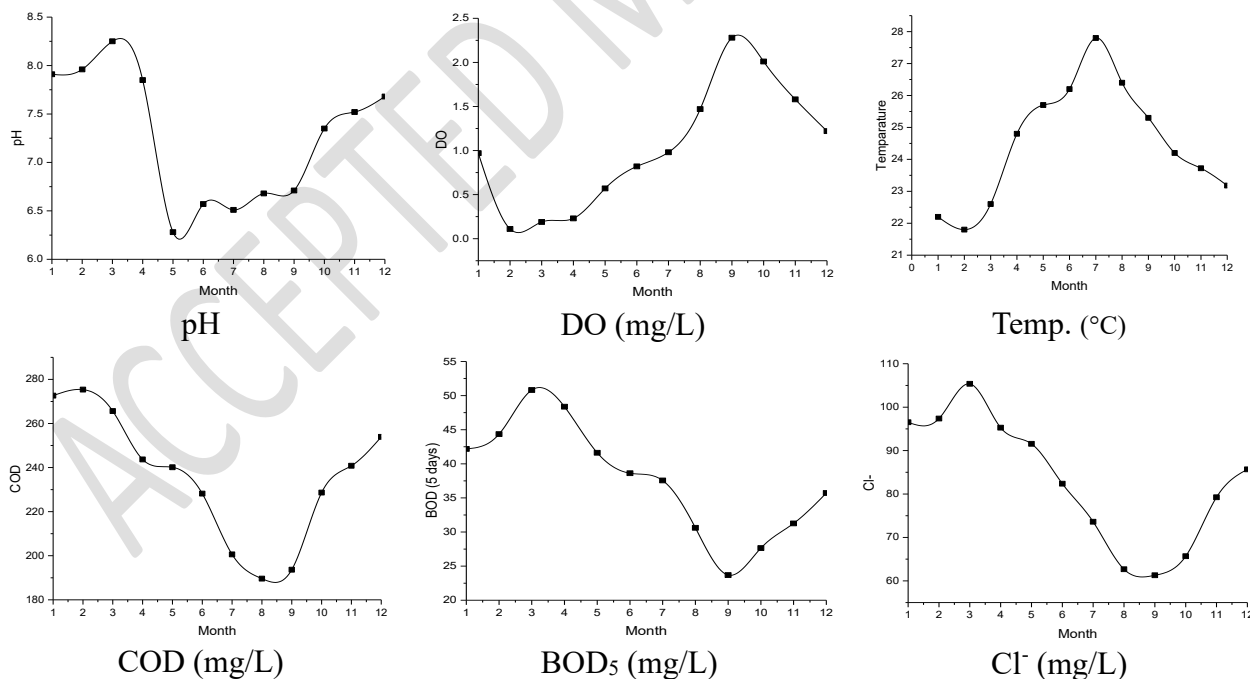 ACCEPTED M
8.5
8.0
7.5
7.0
6.5
6.0
pH
1 2 3 4 5 6 7 8 9 10 11 12
Month
pH
2.5
2.0
1.5
1.0
0.5
0.0
DO
1 2 3 4 5 6 7 8 9 10 11 12
Month
DO (mg/L)
28
27
26
25
24
23
22
21
Temparature
0 1 2 3 4 5 6 7 8 9 10 11 12
Month
Temp. (°C)
280
260
240
220
200
180
COD
1 2 3 4 5 6 7 8 9 10 11 12
Month
COD (mg/L)
55
50
45
40
35
30
25
20
BOD (5 days)
1 2 3 4 5 6 7 8 9 10 11 12
Month
BOD₅ (mg/L)
110
100
90
80
70
60
Cl-
1 2 3 4 5 6 7 8 9 10 11 12
Month
Cl⁻ (mg/L)